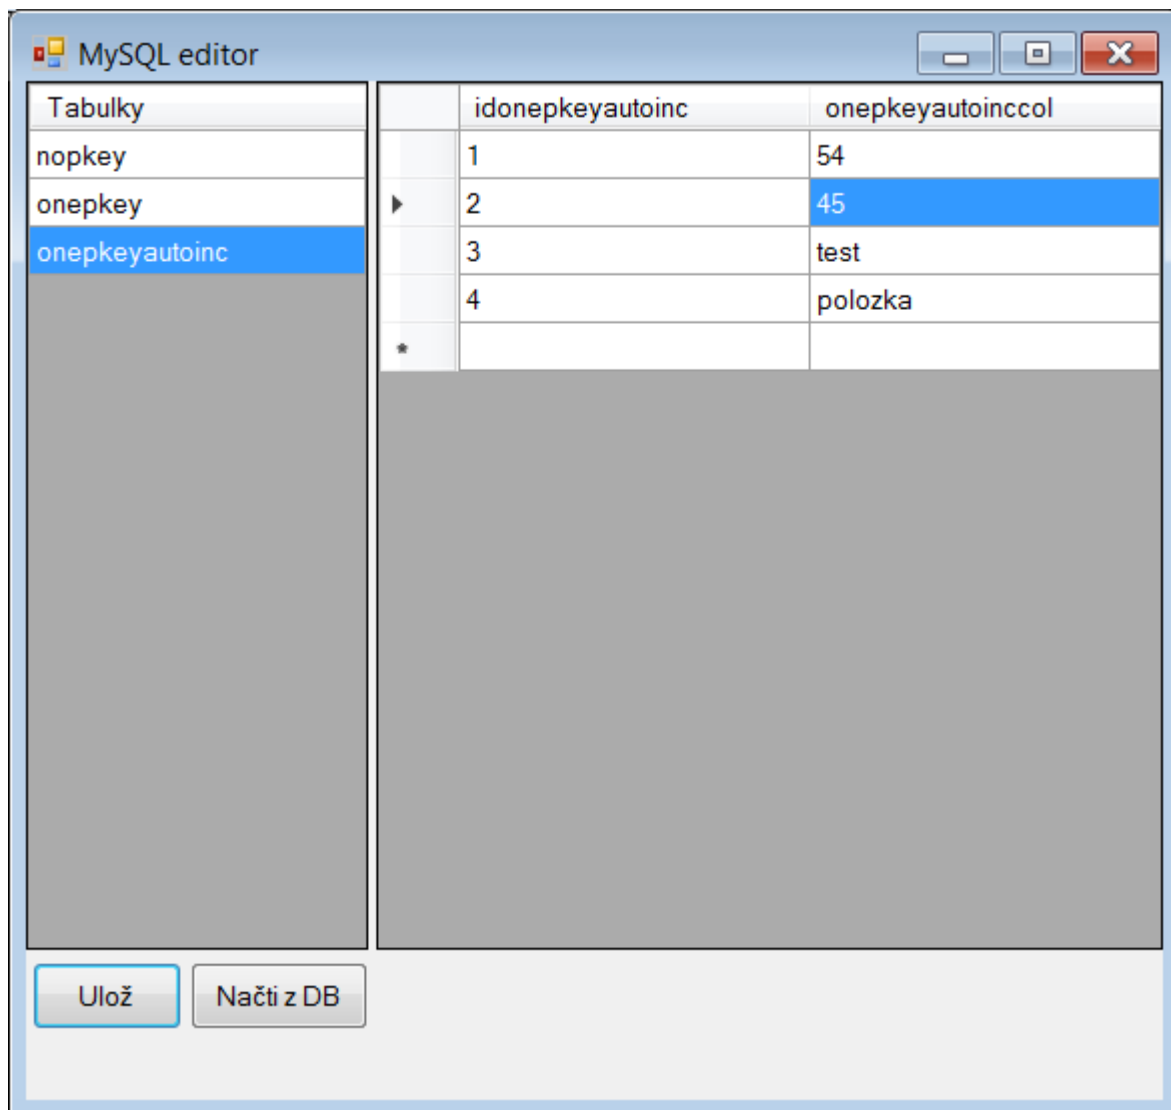 MySQL editor
Tabulky
nopkey
onepkey
onepkeyautoinc
idonepkeyautoinc onepkeyautoinccol
1 54
2 45
3 test
4 polozka
*
Ulož Načti z DB